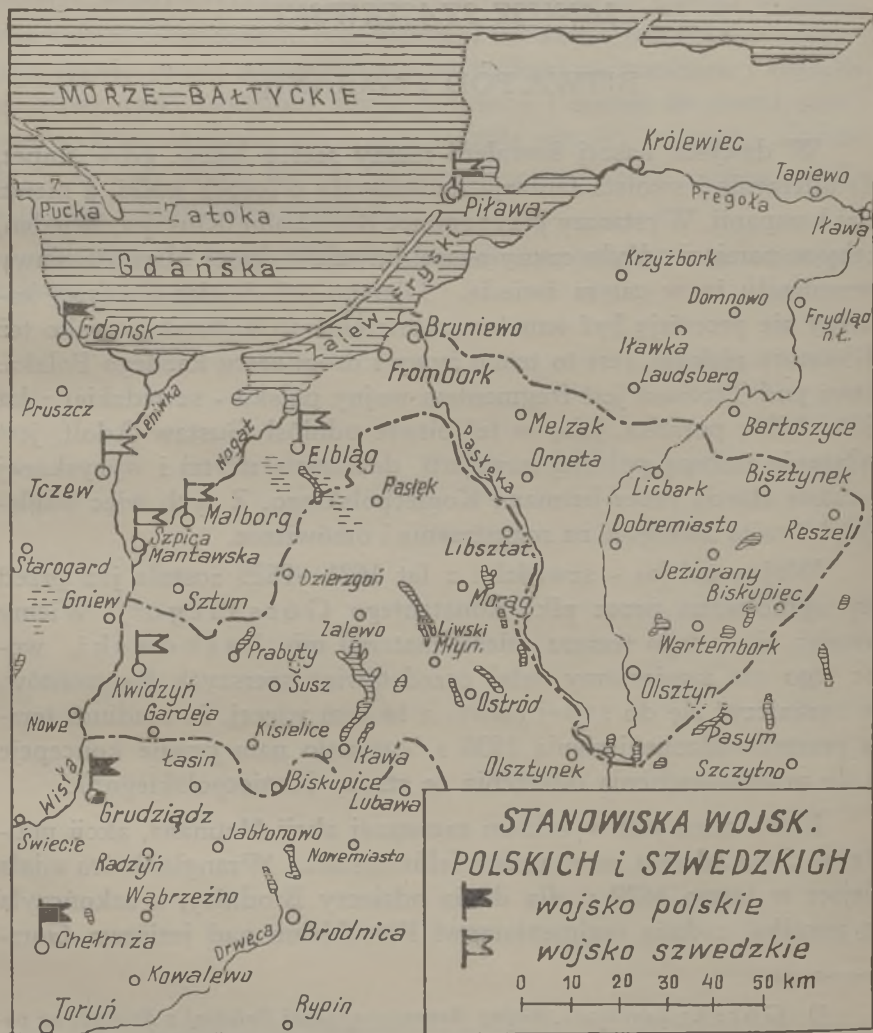 MORZE BAŁTYCKIE
Królewiec
Tapiewo
Z.
Pucka
Zatoka
Piława
Pregoła
Iława
Gdańska
Zalew Fryski
Krzyżbork
Domnowo
Frydląd
n.Ł.
Gdańsk
Bruniewo
Iławka
Frombork
Laudsberg
Pruszcz
Leniwka
Nogat
Melzak
Bartoszyce
Elbląg
Pasłęka
Orneta
Tczew
Pasłęk
Licbark
Bisztynek
Malborg
Szpica
Mantawska
Libsztat
Dobremiasto
Reszel
Starogard
Dzierzgoń
Jeziorany
Gniew
Sztum
Morąg
Biskupiec
Zalewo
Liwski
Młyn.
Wartembork
Prabuty
Kwidzyń
Susz
Ostród
Olsztyn
Nowe
Gardeja
Kisielice
Pasym
Łasin
Iława
Olsztynek
Szczytno
Wisła
Biskupice
Lubawa
Grudziądz
Świecie
Jabłonowo
Radzyń
Nowemiasto
Wąbrzeźno
Chełmża
Brodnica
Drwęca
Kowalewo
Toruń
Rypin
STANOWISKA WOJSK.
POLSKICH i SZWEDZKICH
wojsko polskie
wojsko szwedzkie
0 10 20 30 40 50 km